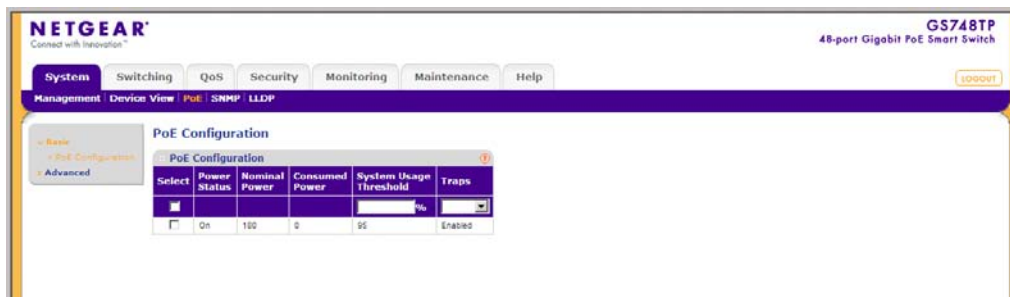 NETGEAR
Connect with Innovation™
GS748TP
48-port Gigabit PoE Smart Switch
System Switching QoS Security Monitoring Maintenance Help
LOGOUT
Management Device View PoE SNMP LLDP
Basic
PoE Configuration
Advanced
PoE Configuration
PoE Configuration
Select Power Status Nominal Power Consumed Power System Usage Threshold Traps
%
On 180 0 95 Enabled